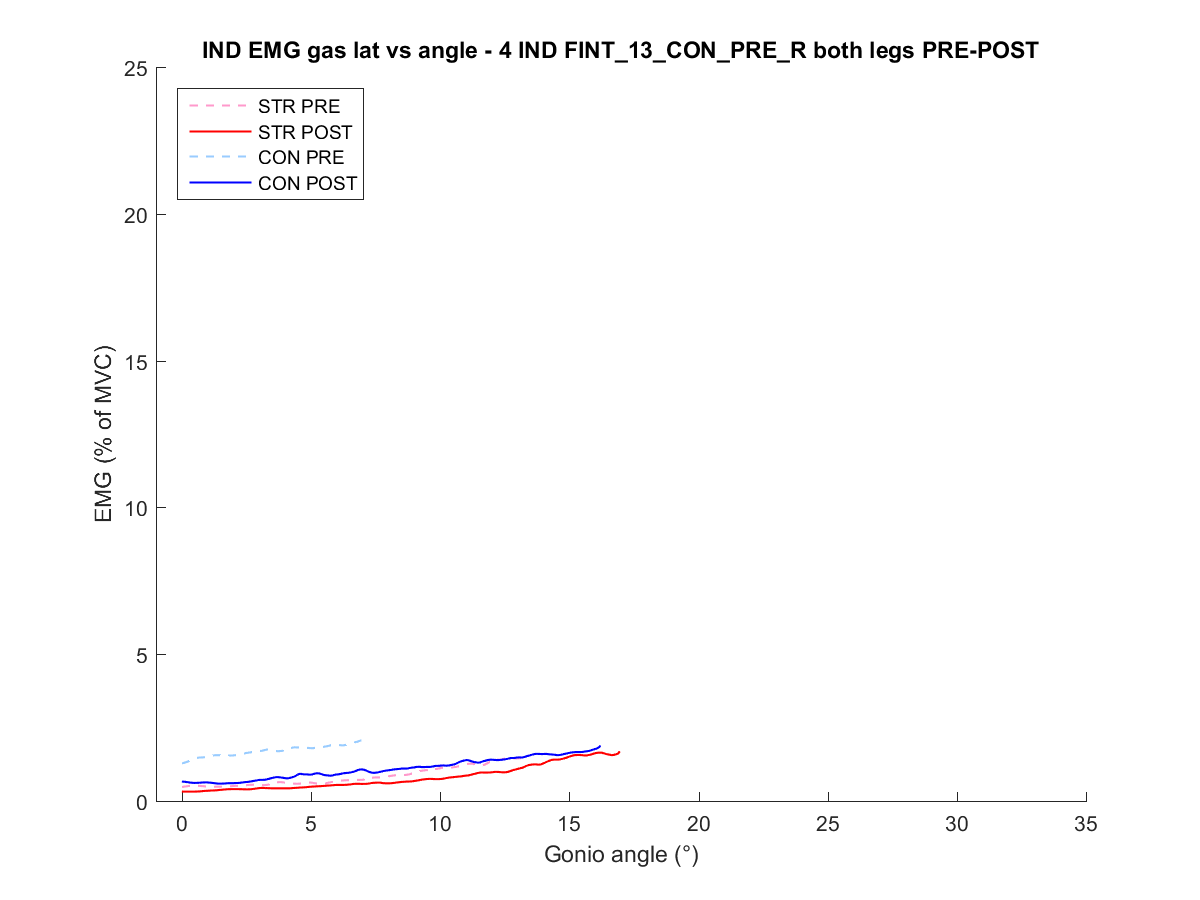 IND EMG gas lat vs angle - 4 IND FINT_13_CON_PRE_R both legs PRE-POST
25
STR PRE
STR POST
CON PRE
CON POST
20
15
EMG (% of MVC)
10
5
0
0 5 10 15 20 25 30 35
Gonio angle (°)